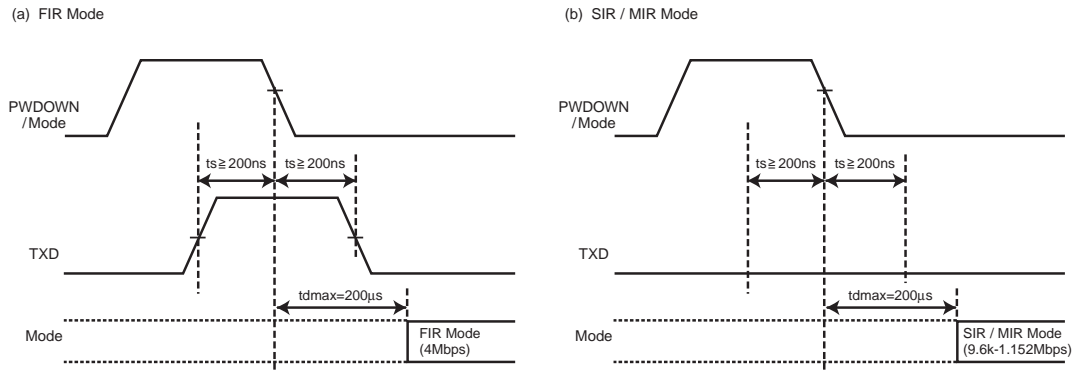 (a) FIR Mode
PWDOWN
/Mode
ts≧200ns ts≧200ns
TXD
tdmax=200μs
Mode
FIR Mode
(4Mbps)
(b) SIR / MIR Mode
PWDOWN
/Mode
ts≧200ns ts≧200ns
TXD
tdmax=200μs
Mode
SIR / MIR Mode
(9.6k-1.152Mbps)